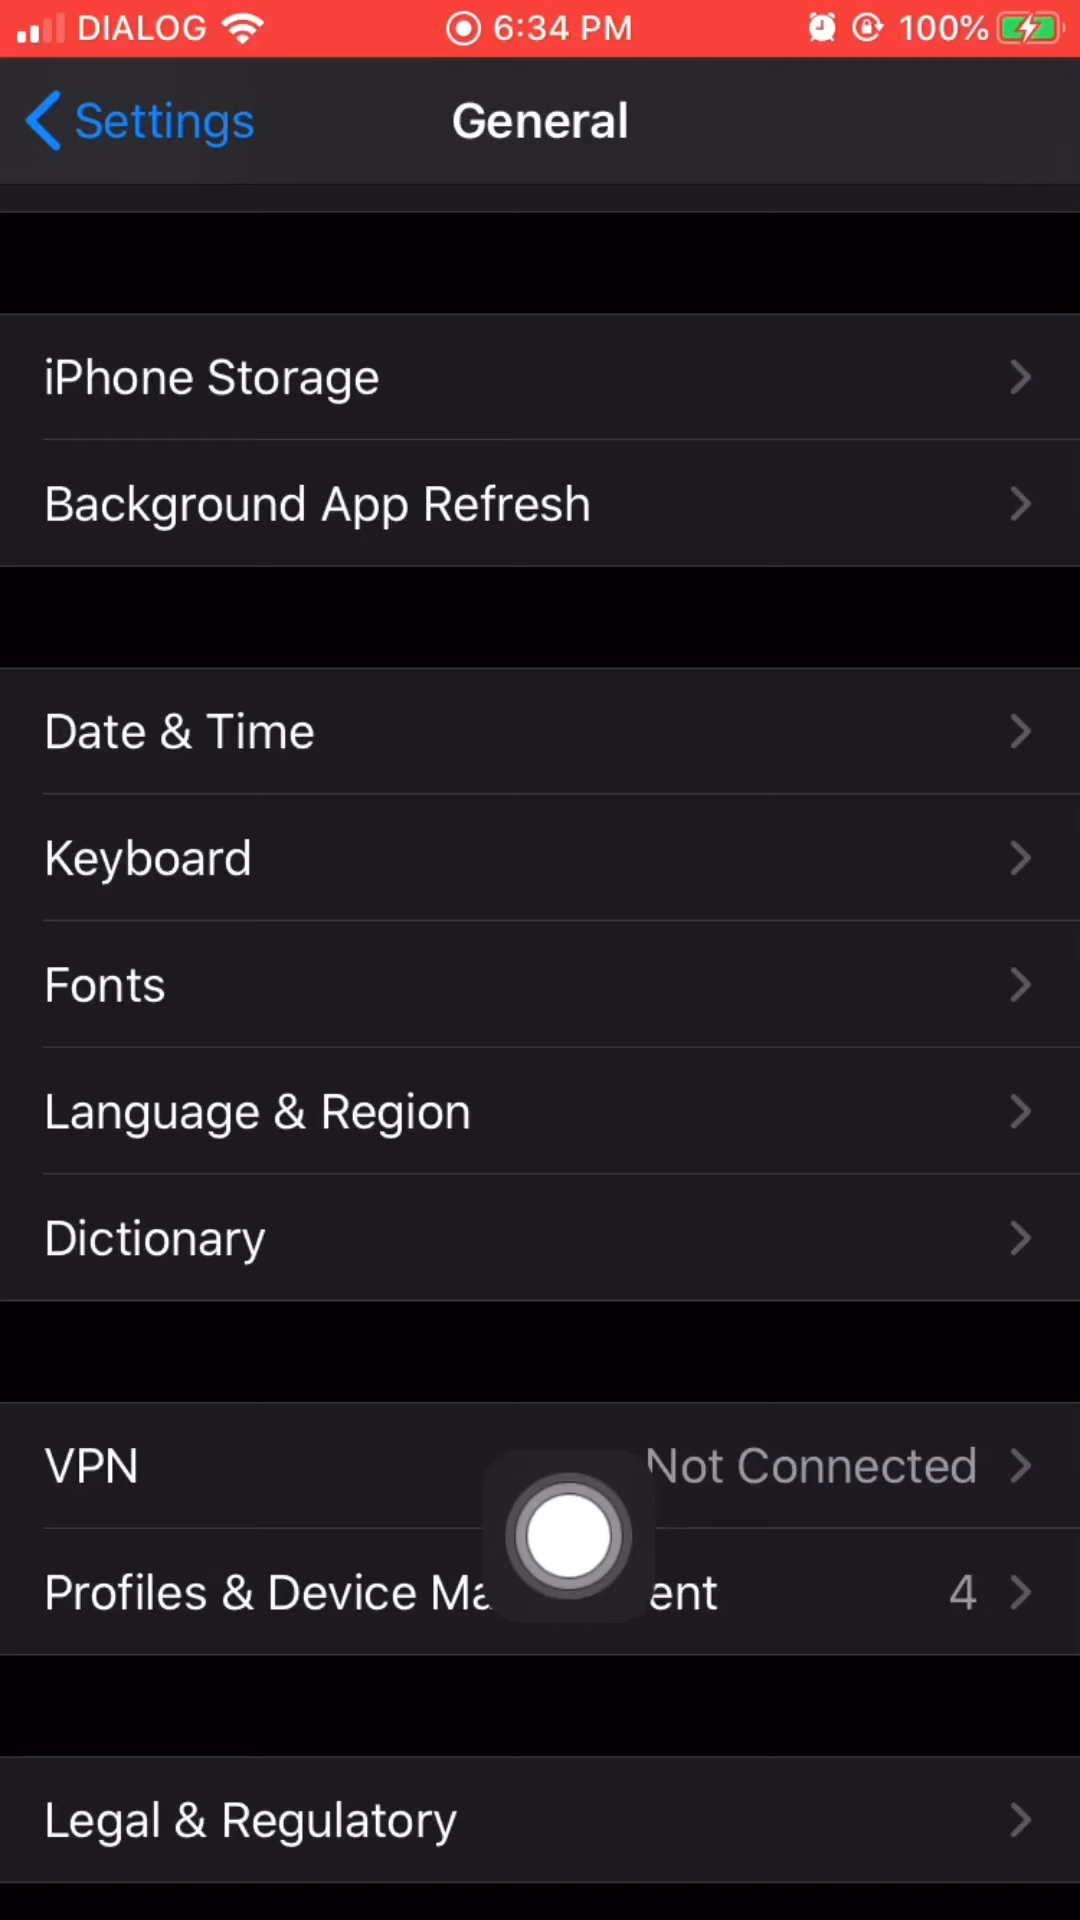 DIALOG 6:34 PM 100%
Settings General
iPhone Storage
Background App Refresh
Date & Time
Keyboard
Fonts
Language & Region
Dictionary
VPN Not Connected
Profiles & Device Ma ent 4
Legal & Regulatory